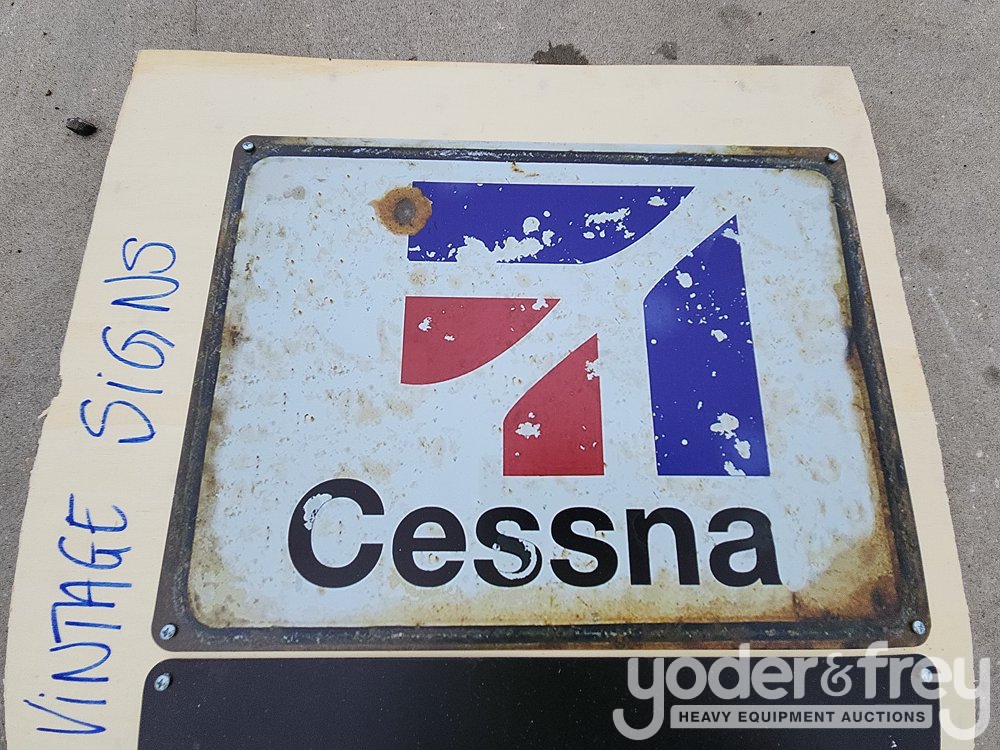 ViNTAGE SiGNS
Cessna
yoder&frey
HEAVY EQUIPMENT AUCTIONS